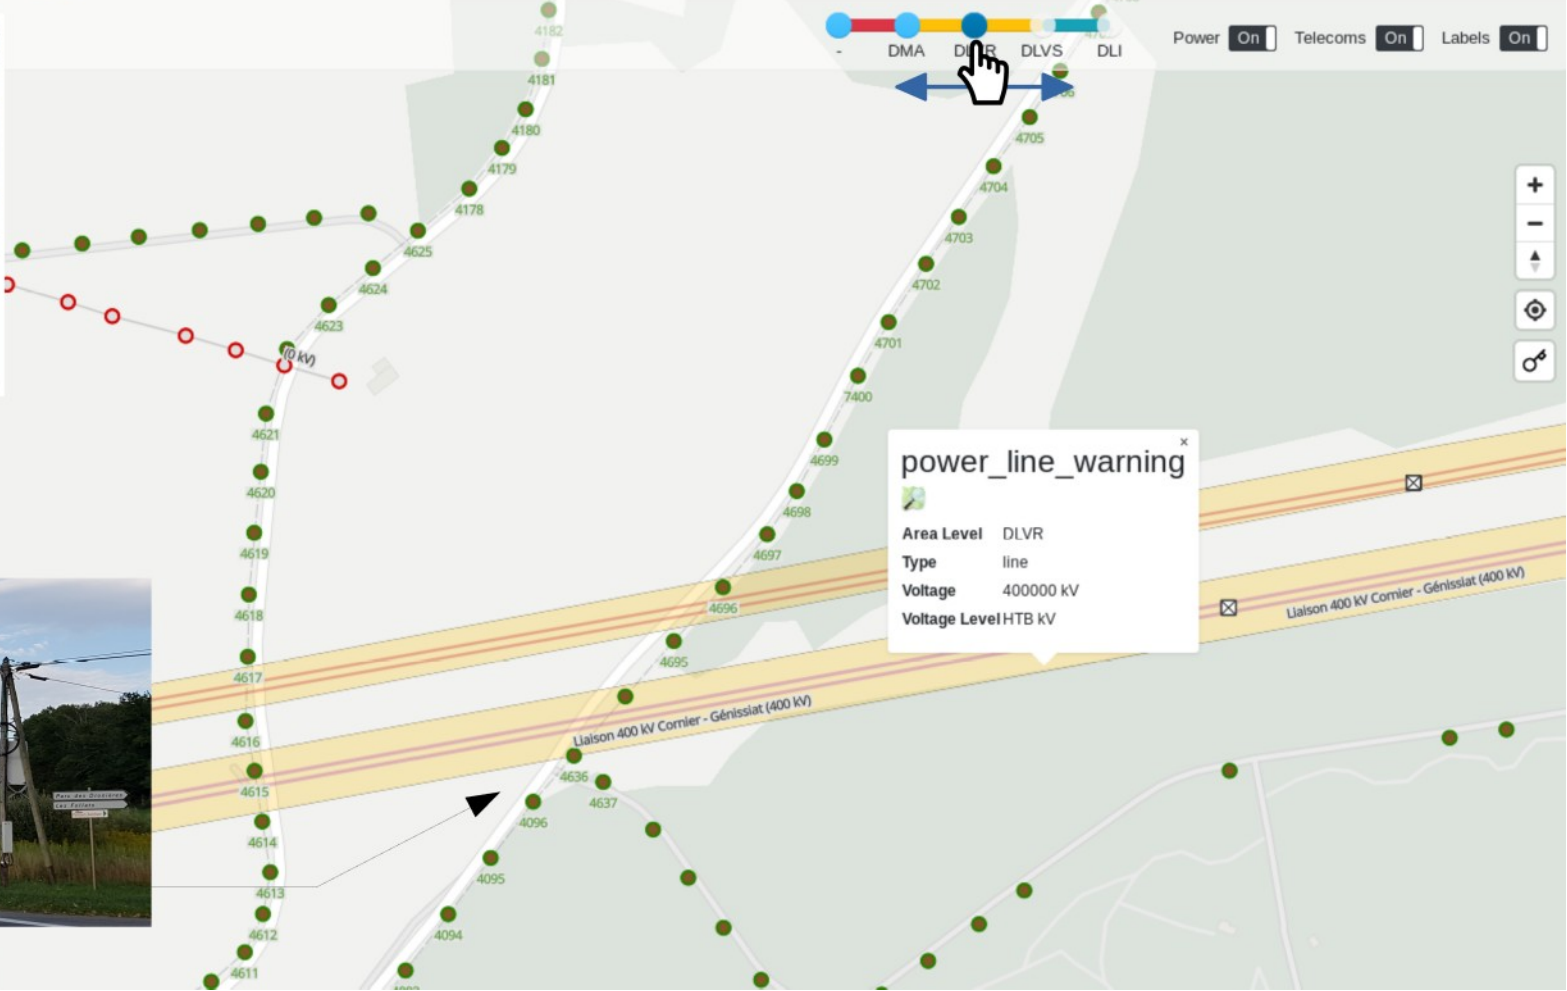 4182
4181
4180
4179
4178
4625
4624
4623
(0 kV)
4621
4620
4619
4618
4617
4616
4615
4614
4613
4612
4611
-
DMA
DLVS
DLI
Power On
Telecoms On
Labels On
4705
4704
4703
4702
4701
7400
4699
4698
4697
4696
4695
4636
4637
4096
4095
4094
power_line_warning
×
Area Level DLVR
Type line
Voltage 400000 kV
Voltage Level HTB kV
Liaison 400 kV Cornier - Génissiat (400 kV)
Liaison 400 kV Cornier - Génissiat (400 kV)
+
−